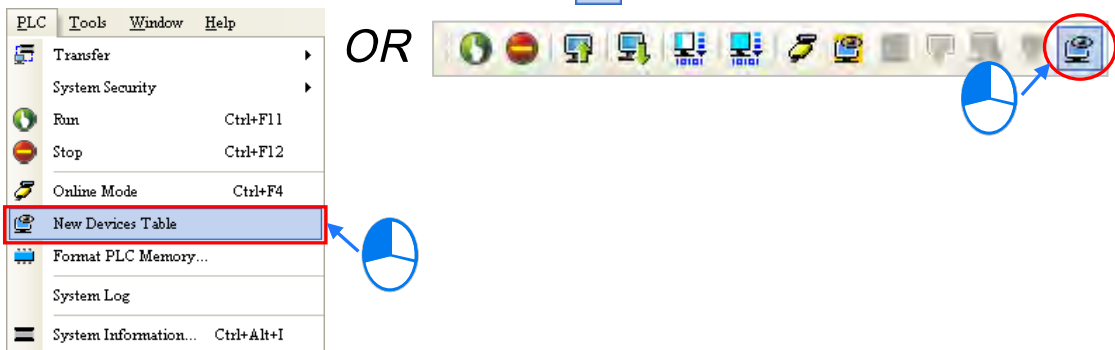 PLC Tools Window Help
Transfer
System Security
Run Ctrl+F11
Stop Ctrl+F12
Online Mode Ctrl+F4
New Devices Table
Format PLC Memory...
System Log
System Information... Ctrl+Alt+I
OR